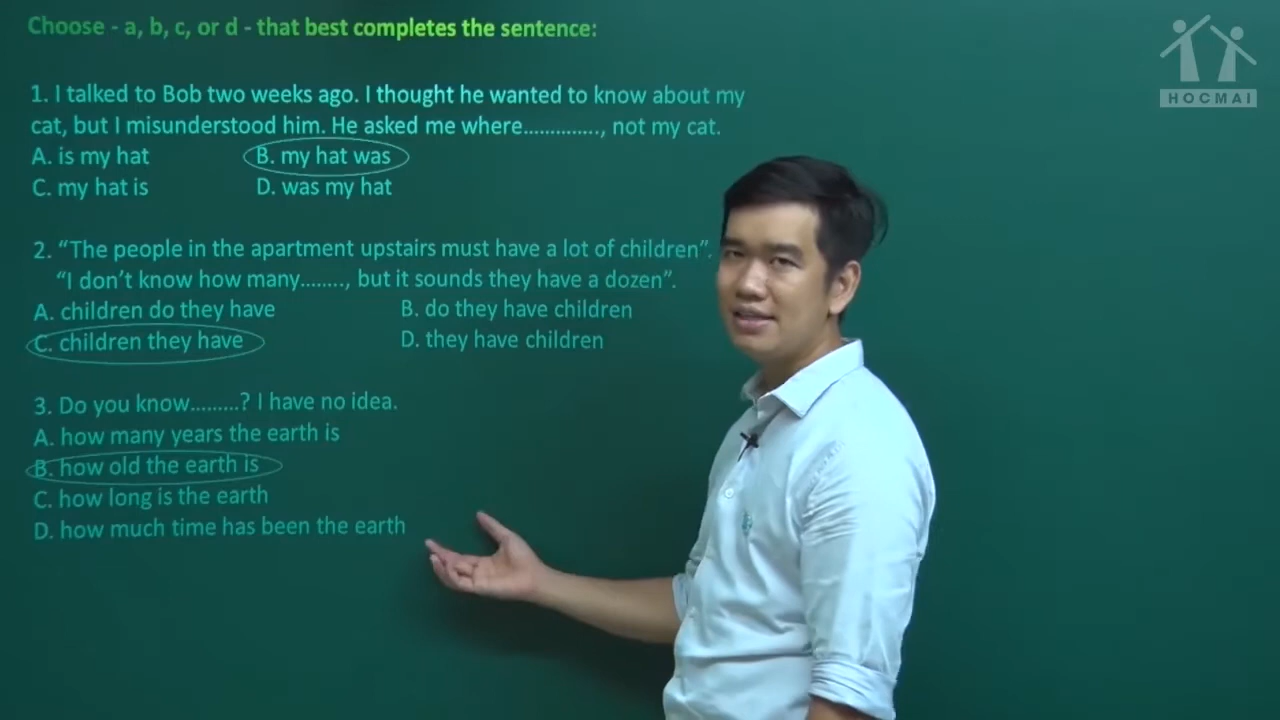 Choose - a, b, c, or d - that best completes the sentence:
HOCMAI
1. I talked to Bob two weeks ago. I thought he wanted to know about my
cat, but I misunderstood him. He asked me where.............., not my cat.
A. is my hat B. my hat was
C. my hat is D. was my hat
2. “The people in the apartment upstairs must have a lot of children”.
“I don’t know how many........, but it sounds they have a dozen”.
A. children do they have B. do they have children
C. children they have D. they have children
3. Do you know.........? I have no idea.
A. how many years the earth is
B. how old the earth is
C. how long is the earth
D. how much time has been the earth